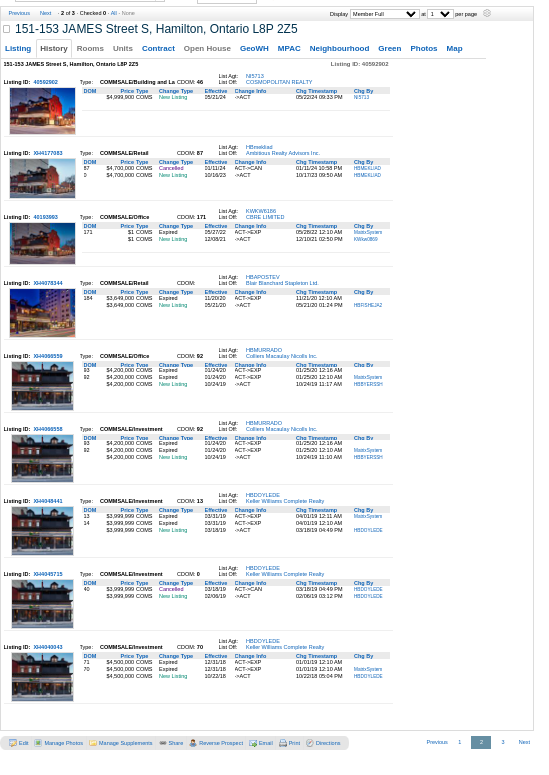 Previous · Next · 2 of 3 · Checked 0 · All · None
Display Member Full at 1 per page
151-153 JAMES Street S, Hamilton, Ontario L8P 2Z5
Listing History Rooms Units Contract Open House GeoWH MPAC Neighbourhood Green Photos Map
151-153 JAMES Street S, Hamilton, Ontario L8P 2Z5 Listing ID: 40592902
Listing ID: 40592902 Type: COMMSALE/Building and La CDOM: 46 List Agt: NI5713
List Off: COSMOPOLITAN REALTY
DOM Price Type Change Type Effective Change Info Chg Timestamp Chg By
$4,999,000 COMS New Listing 05/21/24 ->ACT 05/22/24 09:33 PM NI5713
Listing ID: XH4177083 Type: COMMSALE/Retail CDOM: 87 List Agt: HBmekliad
List Off: Ambitious Realty Advisors Inc.
DOM Price Type Change Type Effective Change Info Chg Timestamp Chg By
87 $4,700,000 COMS Cancelled 01/11/24 ACT->CAN 01/11/24 10:58 PM HBMEKLIAD
0 $4,700,000 COMS New Listing 10/16/23 ->ACT 10/17/23 09:50 AM HBMEKLIAD
Listing ID: 40193993 Type: COMMSALE/Office CDOM: 171 List Agt: KWKW6186
List Off: CBRE LIMITED
DOM Price Type Change Type Effective Change Info Chg Timestamp Chg By
171 $1 COMS Expired 05/27/22 ACT->EXP 05/28/22 12:10 AM MatrixSystem
$1 COMS New Listing 12/08/21 ->ACT 12/10/21 02:50 PM
Listing ID: XH4078344 Type: COMMSALE/Retail CDOM: List Agt: HBAPOSTEV
List Off: Blair Blanchard Stapleton Ltd.
DOM Price Type Change Type Effective Change Info Chg Timestamp Chg By
184 $3,649,000 COMS Expired 11/20/20 ACT->EXP 11/21/20 12:10 AM
$3,649,000 COMS New Listing 05/21/20 ->ACT 05/21/20 01:24 PM
Listing ID: XH4066559 Type: COMMSALE/Office CDOM: 92 List Agt: HBMURRADO
List Off: Colliers Macaulay Nicolls Inc.
DOM Price Type Change Type Effective Change Info Chg Timestamp Chg By
93 $4,200,000 COMS Expired 01/24/20 ACT->EXP 01/25/20 12:16 AM
92 $4,200,000 COMS Expired 01/24/20 ACT->EXP 01/25/20 12:10 AM MatrixSystem
$4,200,000 COMS New Listing 10/24/19 ->ACT 10/24/19 11:17 AM HBBYERSSH
Listing ID: XH4066558 Type: COMMSALE/Investment CDOM: 92 List Agt: HBMURRADO
List Off: Colliers Macaulay Nicolls Inc.
DOM Price Type Change Type Effective Change Info Chg Timestamp Chg By
93 $4,200,000 COMS Expired 01/24/20 ACT->EXP 01/25/20 12:16 AM
92 $4,200,000 COMS Expired 01/24/20 ACT->EXP 01/25/20 12:10 AM MatrixSystem
$4,200,000 COMS New Listing 10/24/19 ->ACT 10/24/19 11:10 AM HBBYERSSH
Listing ID: XH4048441 Type: COMMSALE/Investment CDOM: 13 List Agt: HBDOYLEDE
List Off: Keller Williams Complete Realty
DOM Price Type Change Type Effective Change Info Chg Timestamp Chg By
13 $3,999,999 COMS Expired 03/31/19 ACT->EXP 04/01/19 12:11 AM MatrixSystem
14 $3,999,999 COMS Expired 03/31/19 ACT->EXP 04/01/19 12:10 AM
$3,999,999 COMS New Listing 03/18/19 ->ACT 03/18/19 04:49 PM HBDOYLEDE
Listing ID: XH4045715 Type: COMMSALE/Investment CDOM: 0 List Agt: HBDOYLEDE
List Off: Keller Williams Complete Realty
DOM Price Type Change Type Effective Change Info Chg Timestamp Chg By
40 $3,999,999 COMS Cancelled 03/18/19 ACT->CAN 03/18/19 04:49 PM HBDOYLEDE
$3,999,999 COMS New Listing 02/06/19 ->ACT 02/06/19 03:12 PM HBDOYLEDE
Listing ID: XH4040043 Type: COMMSALE/Investment CDOM: 70 List Agt: HBDOYLEDE
List Off: Keller Williams Complete Realty
DOM Price Type Change Type Effective Change Info Chg Timestamp Chg By
71 $4,500,000 COMS Expired 12/31/18 ACT->EXP 01/01/19 12:10 AM
70 $4,500,000 COMS Expired 12/31/18 ACT->EXP 01/01/19 12:10 AM MatrixSystem
$4,500,000 COMS New Listing 10/22/18 ->ACT 10/22/18 05:04 PM HBDOYLEDE
Edit Manage Photos Manage Supplements Share Reverse Prospect Email Print Directions Previous 1 2 3 Next